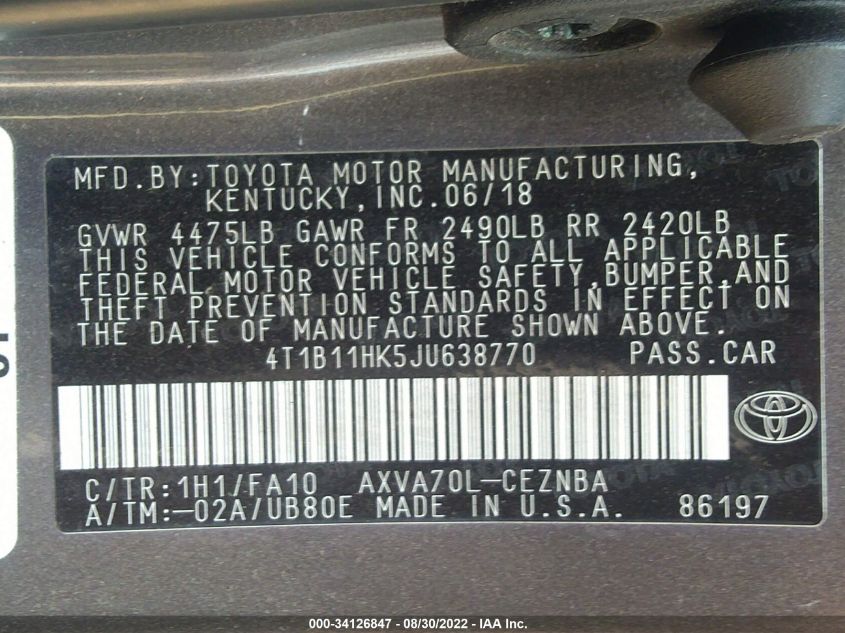 MFD.BY:TOYOTA MOTOR MANUFACTURING,
KENTUCKY,INC.06/18
GVWR 4475LB GAWR FR 2490LB RR 2420LB
THIS VEHICLE CONFORMS TO ALL APPLICABLE
FEDERAL MOTOR VEHICLE SAFETY,BUMPER,AND
THEFT PREVENTION STANDARDS IN EFFECT ON
THE DATE OF MANUFACTURE SHOWN ABOVE.
4T1B11HK5JU638770 PASS.CAR
C/TR:1H1/FA10 AXVA70L-CEZNBA
A/TM:-02A/UB80E MADE IN U.S.A. 86197
000-34126847 - 08/30/2022 - IAA Inc.